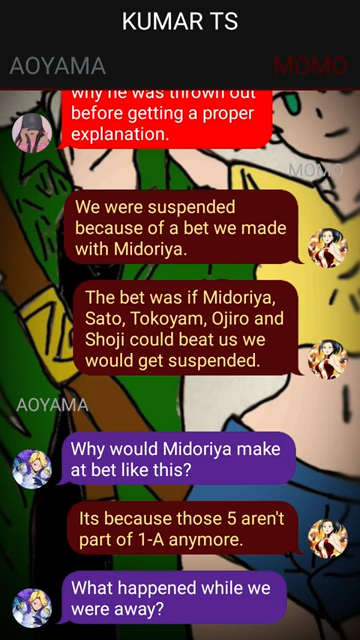 KUMAR TS
AOYAMA
MOMO
why he was thrown out
before getting a proper
explanation.
MOMO
We were suspended
because of a bet we made
with Midoriya.
The bet was if Midoriya,
Sato, Tokoyam, Ojiro and
Shoji could beat us we
would get suspended.
AOYAMA
Why would Midoriya make
at bet like this?
Its because those 5 aren't
part of 1-A anymore.
What happened while we
were away?